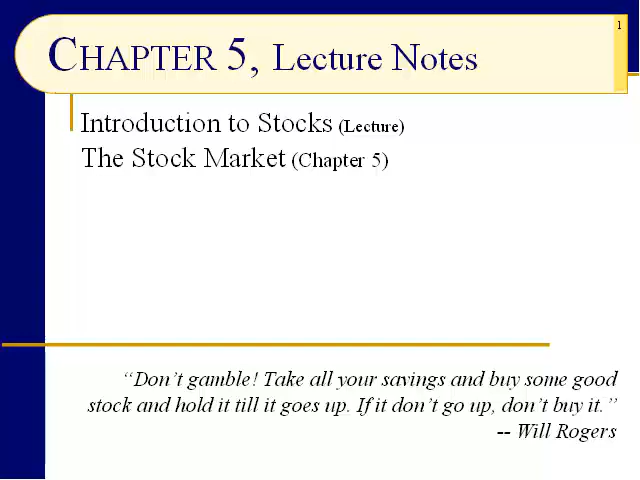 1
CHAPTER 5, Lecture Notes
Introduction to Stocks (Lecture)
The Stock Market (Chapter 5)
“Don’t gamble! Take all your savings and buy some good
stock and hold it till it goes up. If it don’t go up, don’t buy it.”
-- Will Rogers